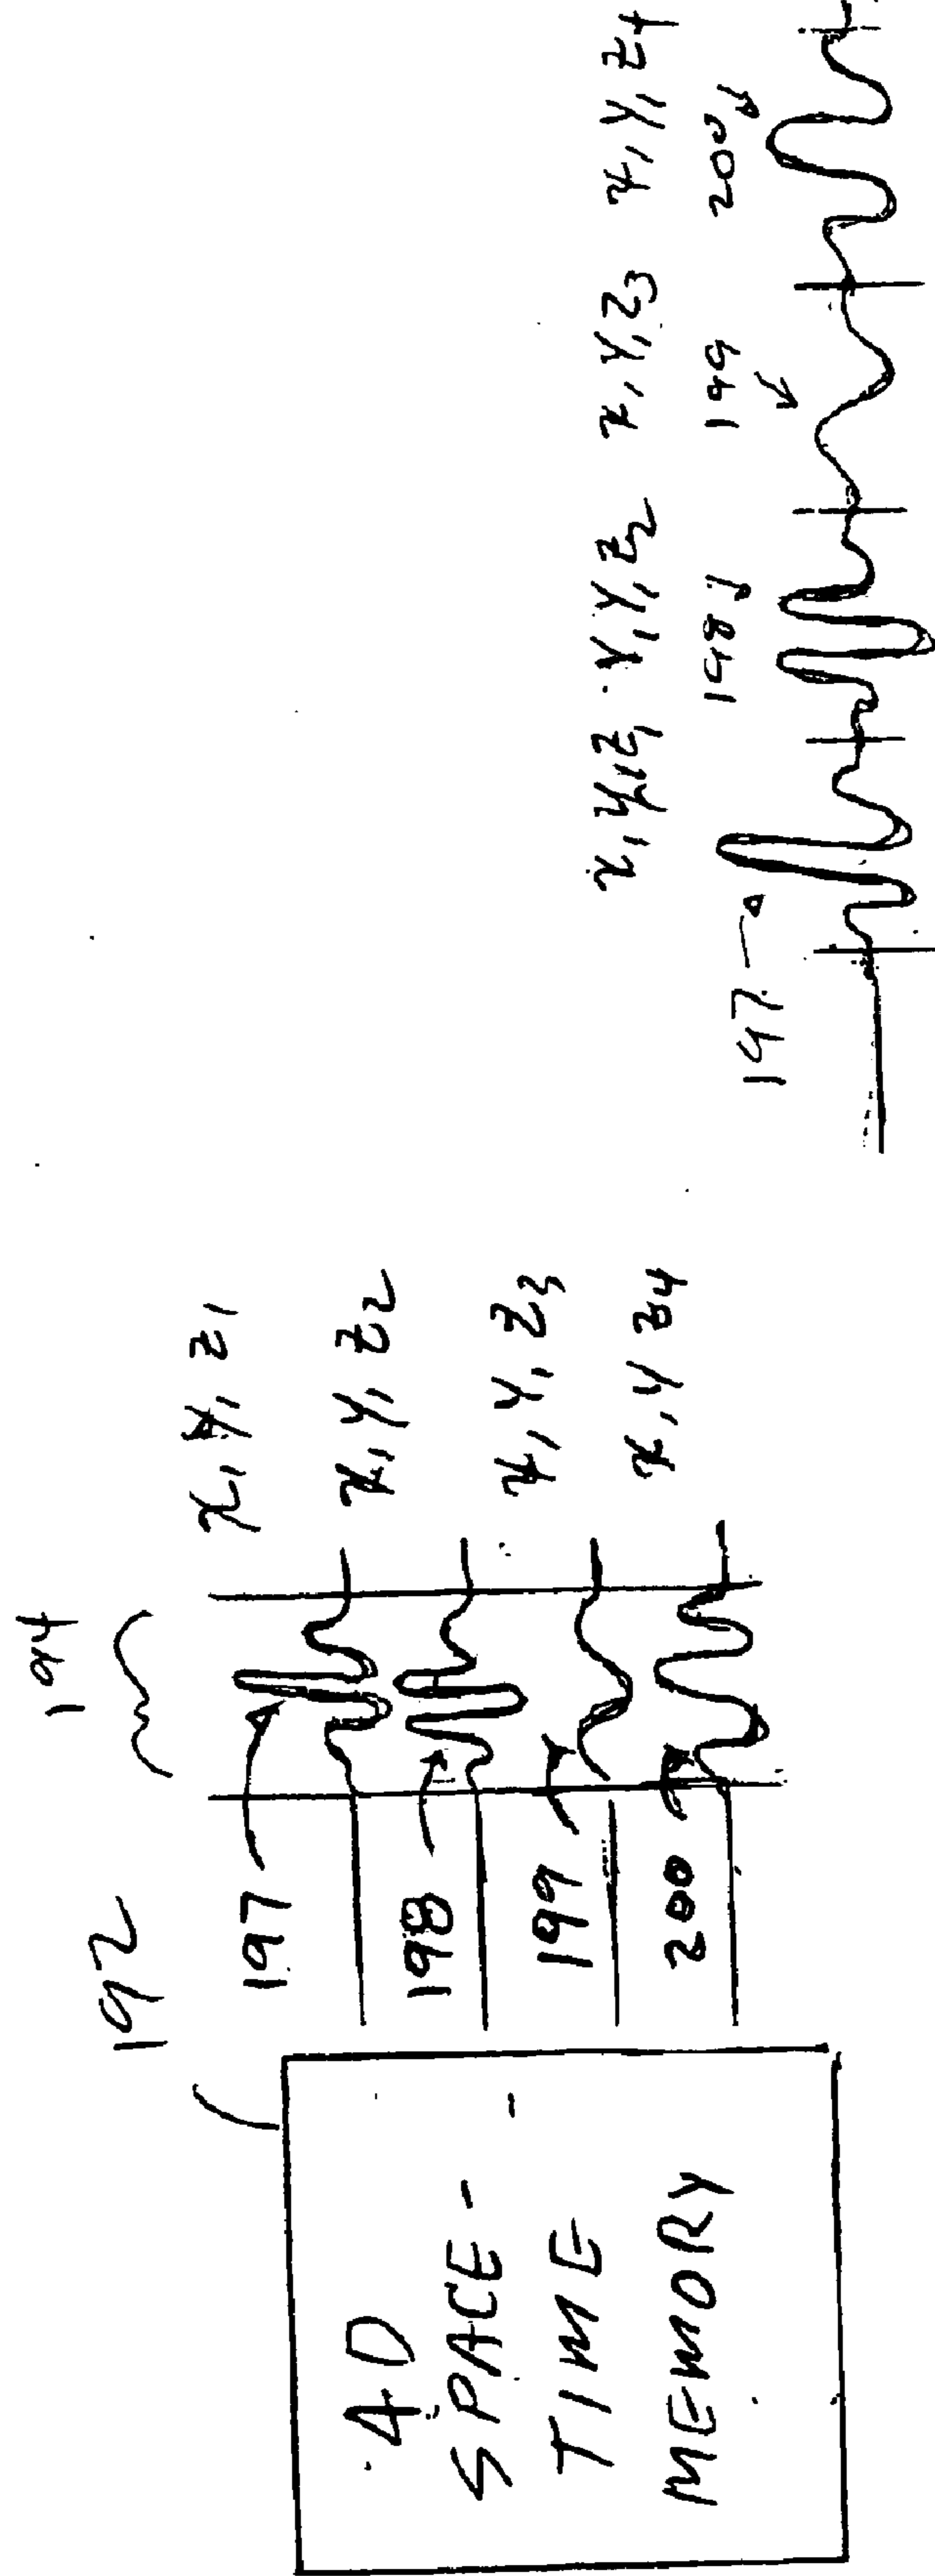 192
194
4D
SPACE-
TIME
MEMORY
197
198
199
200
x, y, z1
x, y, z2
x, y, z3
x, y z4
x, y, z, y, y, z2 x, y, z3 x, y, z4
197
198
199
200